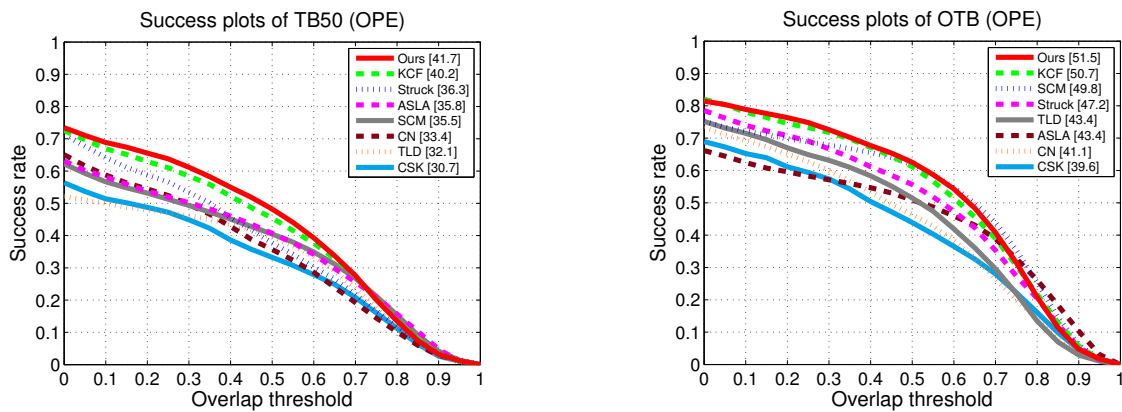 Success plots of TB50 (OPE)
1
0.9
0.8
0.7
0.6
0.5
0.4
0.3
0.2
0.1
0
Success rate
Ours [41.7]
KCF [40.2]
Struck [36.3]
ASLA [35.8]
SCM [35.5]
CN [33.4]
TLD [32.1]
CSK [30.7]
0 0.1 0.2 0.3 0.4 0.5 0.6 0.7 0.8 0.9 1
Overlap threshold
Success plots of OTB (OPE)
1
0.9
0.8
0.7
0.6
0.5
0.4
0.3
0.2
0.1
0
Success rate
Ours [51.5]
KCF [50.7]
SCM [49.8]
Struck [47.2]
TLD [43.4]
ASLA [43.4]
CN [41.1]
CSK [39.6]
0 0.1 0.2 0.3 0.4 0.5 0.6 0.7 0.8 0.9 1
Overlap threshold